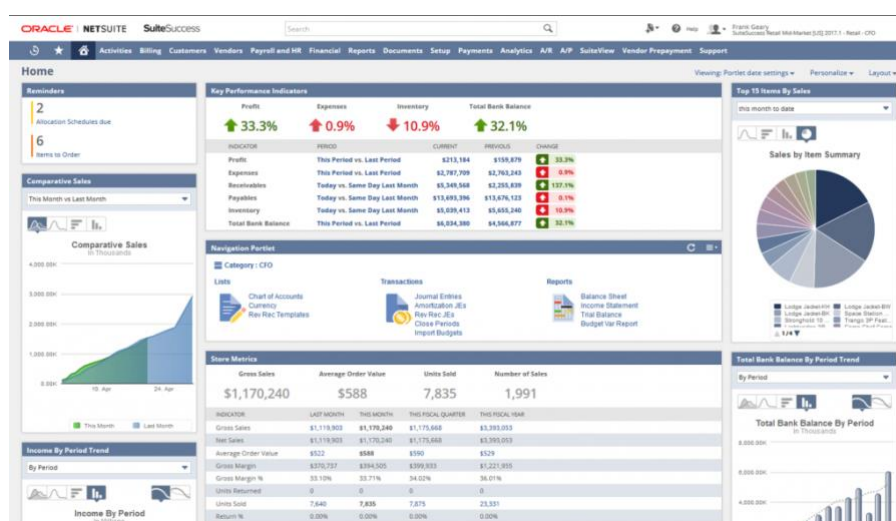 ORACLE NETSUITE SuiteSuccess
Search
Help
Frank Geary
SuiteSuccess Retail Mid-Market [US] 2017.1 - Retail - CFO
Activities Billing Customers Vendors Payroll and HR Financial Reports Documents Setup Payments Analytics A/R A/P SuiteView Vendor Prepayment Support
Home
Viewing: Portlet date settings Personalize Layout
Reminders
2
Allocation Schedules due
6
Items to Order
Comparative Sales
This Month vs Last Month
Comparative Sales
In Thousands
4,000.00K
3,000.00K
2,000.00K
1,000.00K
0.00K
10. Apr 24. Apr
This Month Last Month
Income By Period Trend
By Period
Income By Period
Key Performance Indicators
Profit Expenses Inventory Total Bank Balance
33.3% 0.9% 10.9% 32.1%
INDICATOR PERIOD CURRENT PREVIOUS CHANGE
Profit This Period vs. Last Period $213,184 $159,879 33.3%
Expenses This Period vs. Last Period $2,787,709 $2,763,243 0.9%
Receivables Today vs. Same Day Last Month $5,349,568 $2,255,839 137.1%
Payables Today vs. Same Day Last Month $13,693,396 $13,676,123 0.1%
Inventory Today vs. Same Day Last Month $5,039,413 $5,655,240 10.9%
Total Bank Balance This Period vs. Last Period $6,034,380 $4,566,877 32.1%
Navigation Portlet
Category : CFO
Lists
Chart of Accounts
Currency
Rev Rec Templates
Transactions
Journal Entries
Amortization JEs
Rev Rec JEs
Close Periods
Import Budgets
Reports
Balance Sheet
Income Statement
Trial Balance
Budget Var Report
Store Metrics
Gross Sales Average Order Value Units Sold Number of Sales
$1,170,240 $588 7,835 1,991
INDICATOR LAST MONTH THIS MONTH THIS FISCAL QUARTER THIS FISCAL YEAR
Gross Sales $1,119,903 $1,170,240 $1,175,668 $3,393,053
Net Sales $1,119,903 $1,170,240 $1,175,668 $3,393,053
Average Order Value $522 $588 $590 $529
Gross Margin $370,737 $394,505 $399,933 $1,221,955
Gross Margin % 33.10% 33.71% 34.02% 36.01%
Units Returned 0 0 0 0
Units Sold 7,640 7,835 7,875 23,331
Return % 0.00% 0.00% 0.00% 0.00%
Top 15 Items By Sales
this month to date
Sales by Item Summary
Lodge Jacket-KH Lodge Jacket-BW
Lodge Jacket-BK Space Station ...
Stronghold 10 ... Trango 3P Feat...
1/4
Total Bank Balance By Period Trend
By Period
Total Bank Balance By Period
In Thousands
8,000.00K
6,000.00K
4,000.00K